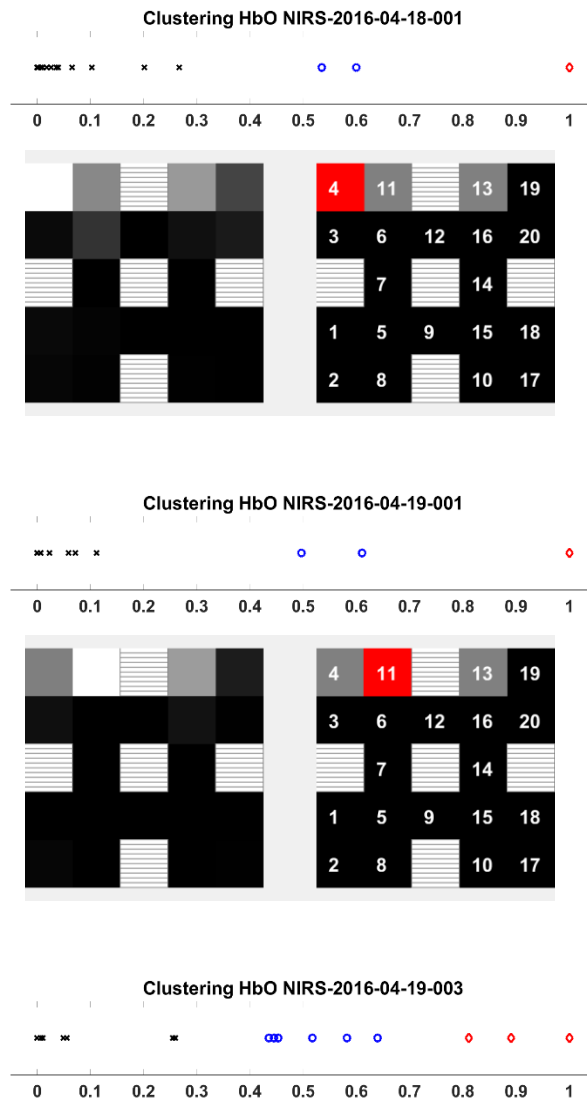 Clustering HbO NIRS-2016-04-18-001
0 0.1 0.2 0.3 0.4 0.5 0.6 0.7 0.8 0.9 1
4 11 13 19
3 6 12 16 20
7 14
1 5 9 15 18
2 8 10 17
Clustering HbO NIRS-2016-04-19-001
0 0.1 0.2 0.3 0.4 0.5 0.6 0.7 0.8 0.9 1
4 11 13 19
3 6 12 16 20
7 14
1 5 9 15 18
2 8 10 17
Clustering HbO NIRS-2016-04-19-003
0 0.1 0.2 0.3 0.4 0.5 0.6 0.7 0.8 0.9 1